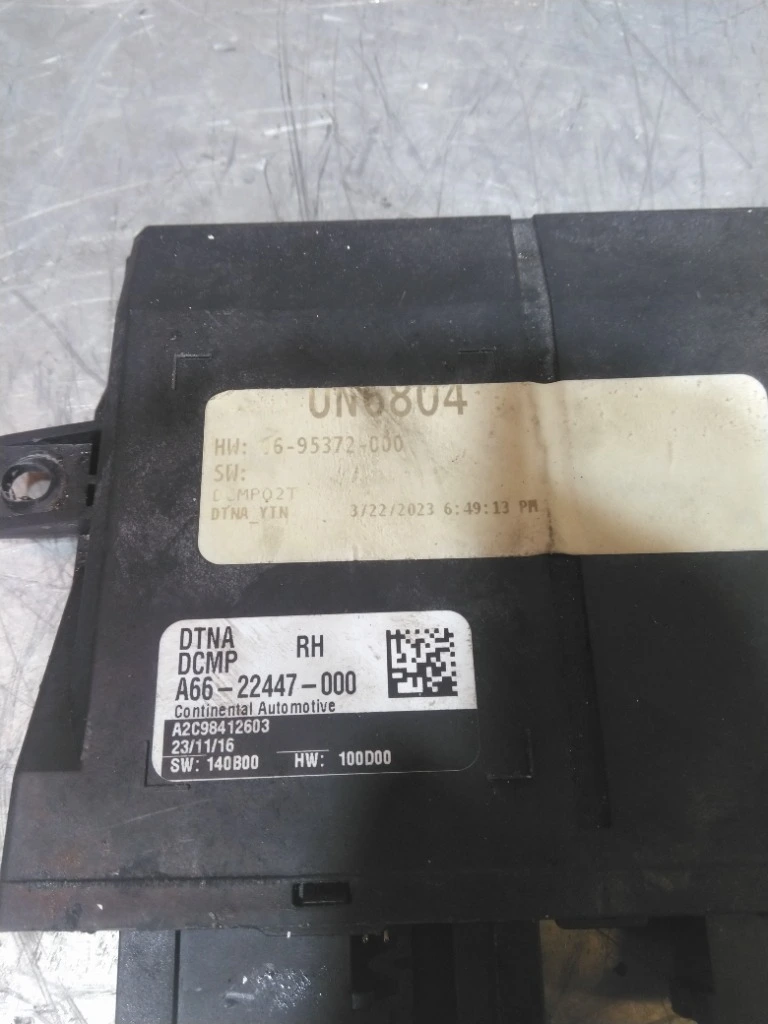 UN6804
HW: 6-95372-000
SW:
DTNA_YIN 3/22/2023 6:49:13 PM
DTNA RH
DCMP
A66-22447-000
Continental Automotive
A2C98412603
23/11/16
SW: 140B00 HW: 100D00